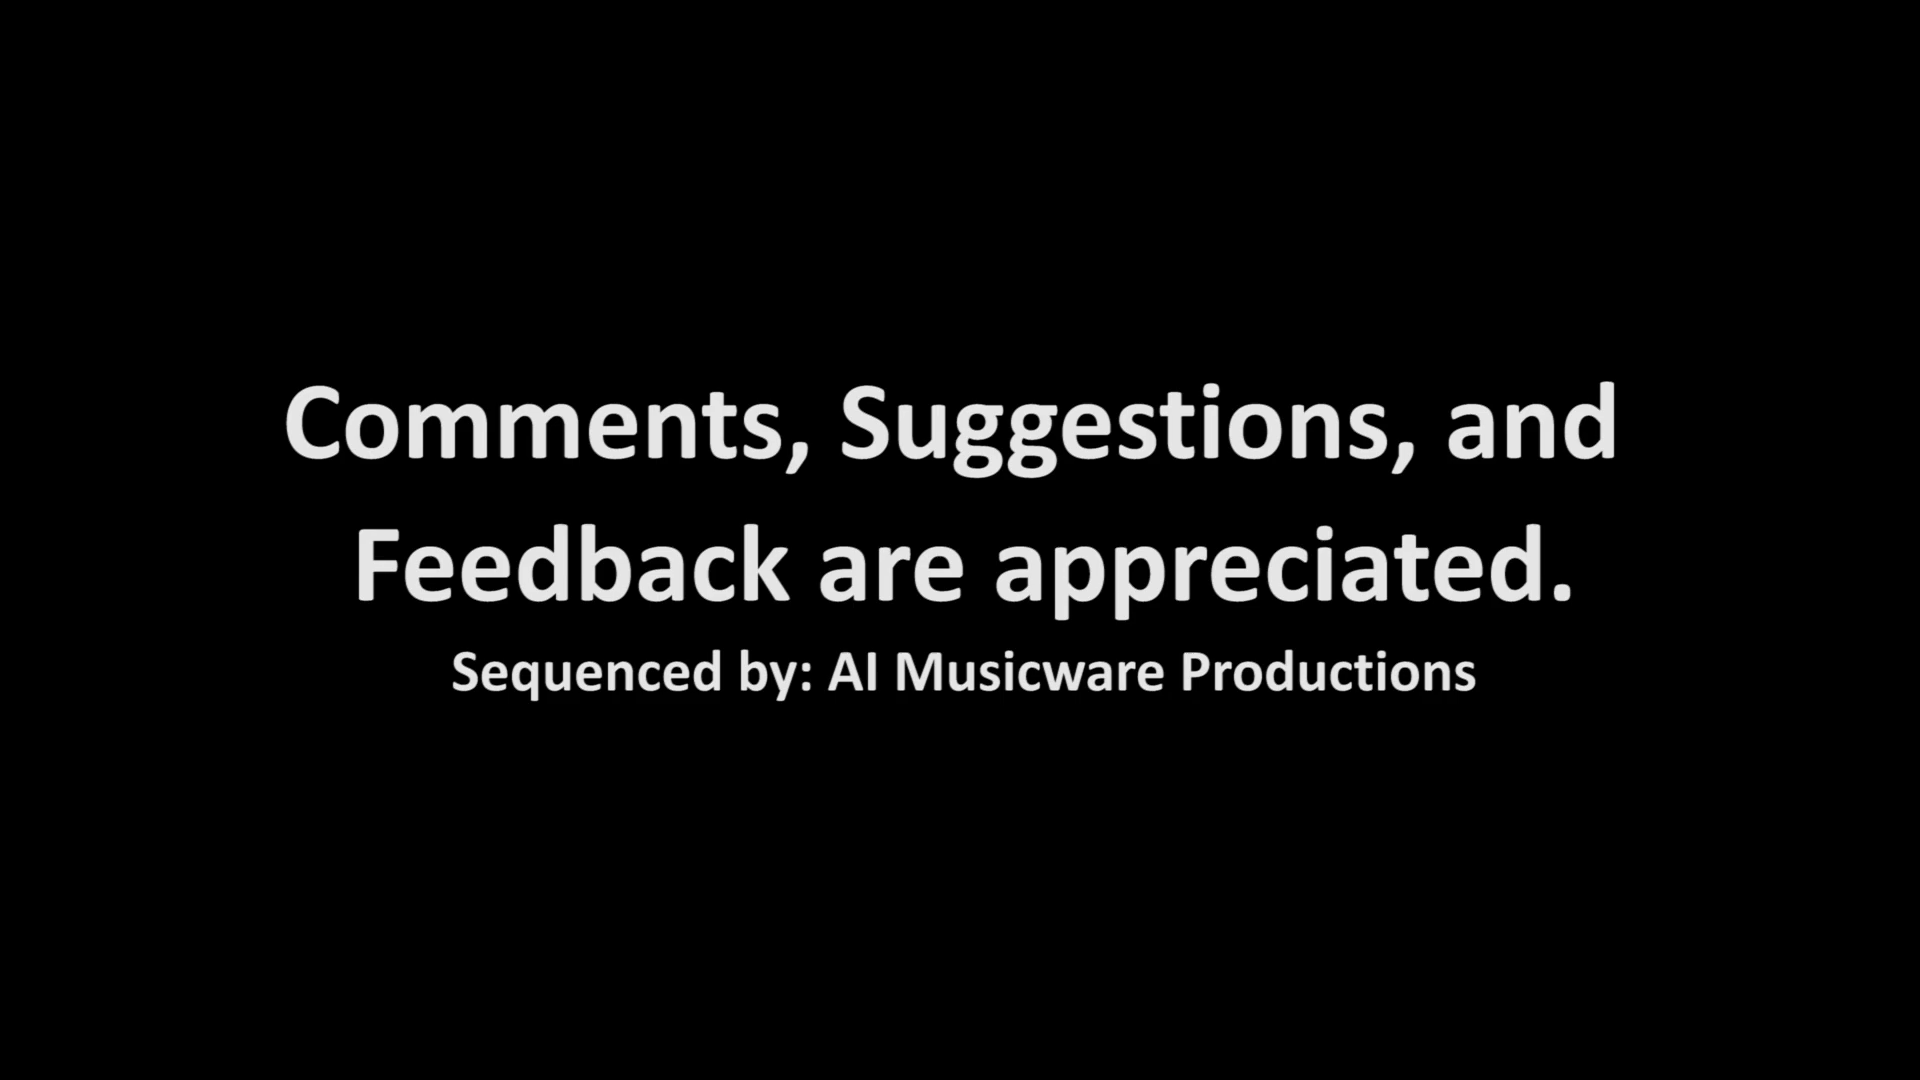 Comments, Suggestions, and
Feedback are appreciated.
Sequenced by: AI Musicware Productions